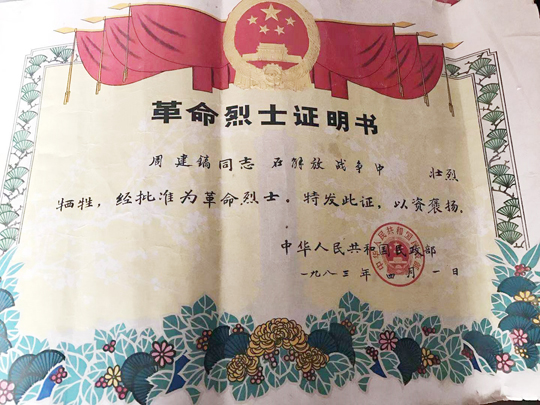 革命烈士证明书
周建镐同志 在解放战争中 壮烈
牺牲，经批准为革命烈士。特发此证，以资褒扬。
中华人民共和国民政部
一九八三年四月一日